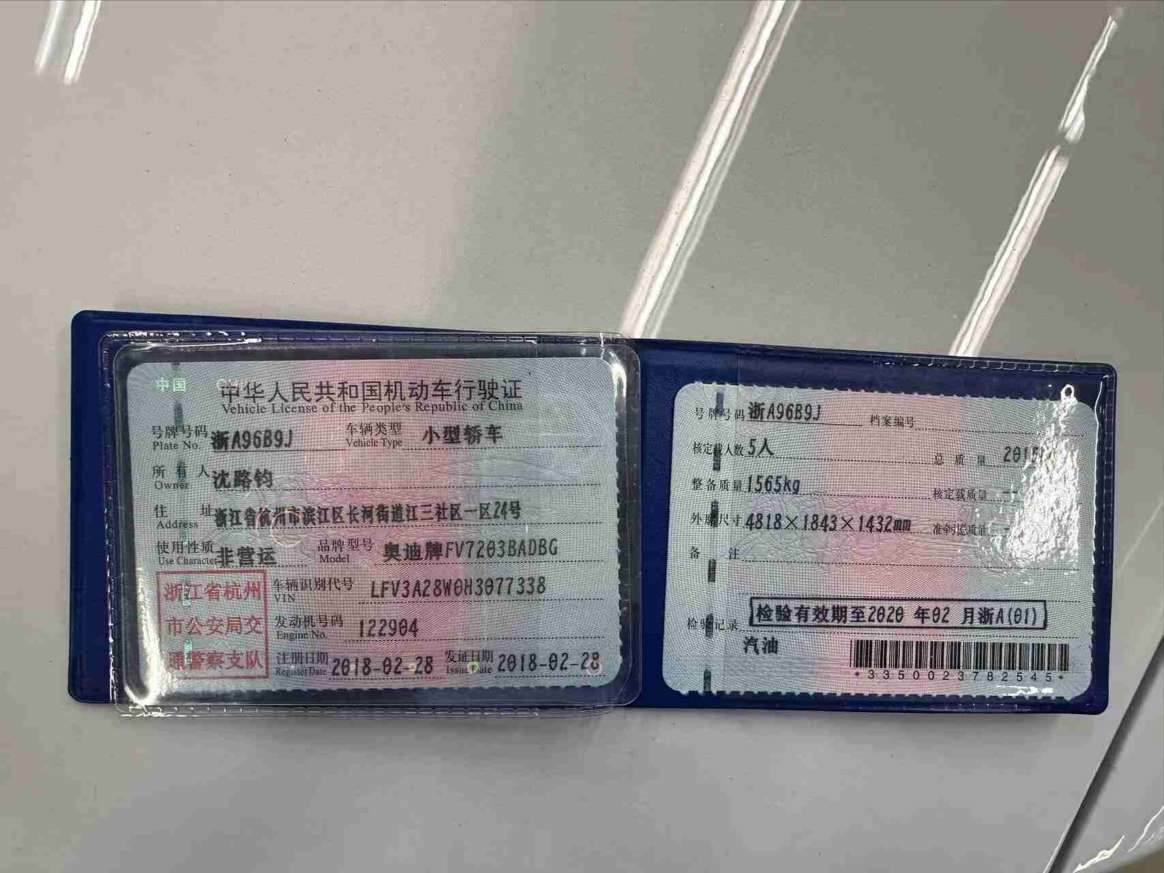 中国
中华人民共和国机动车行驶证
Vehicle License of the People's Republic of China
号牌号码 浙A96B9J 车辆类型 小型轿车
Plate No. Vehicle Type
所有人 沈路钧
Owner
住址 浙江省杭州市滨江区长河街道江三社区一区24号
Address
使用性质 非营运 品牌型号 奥迪牌FV7203BADBG
Use Character Model
浙江省杭州
市公安局交
通警察支队
车辆识别代号 LFV3A28W0H3077338
VIN
发动机号码 122904
Engine No.
注册日期 2018-02-28 发证日期 2018-02-28
Register Date Issue Date
号牌号码 浙A96B9J 档案编号
核定载人数 5人 总质量
整备质量 1565kg 核定载质量 --
外廓尺寸 4818×1843×1432mm 准牵引总质量
备注
检验记录 检验有效期至2020年02月浙A(01)
汽油
*3350023782545*